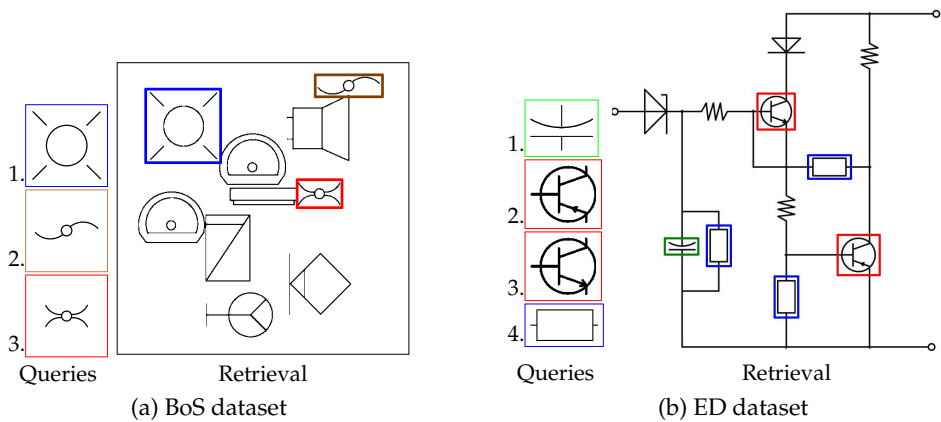 1.
2.
3.
Queries
Retrieval
(a) BoS dataset
1.
2.
3.
4.
Queries
Retrieval
(b) ED dataset